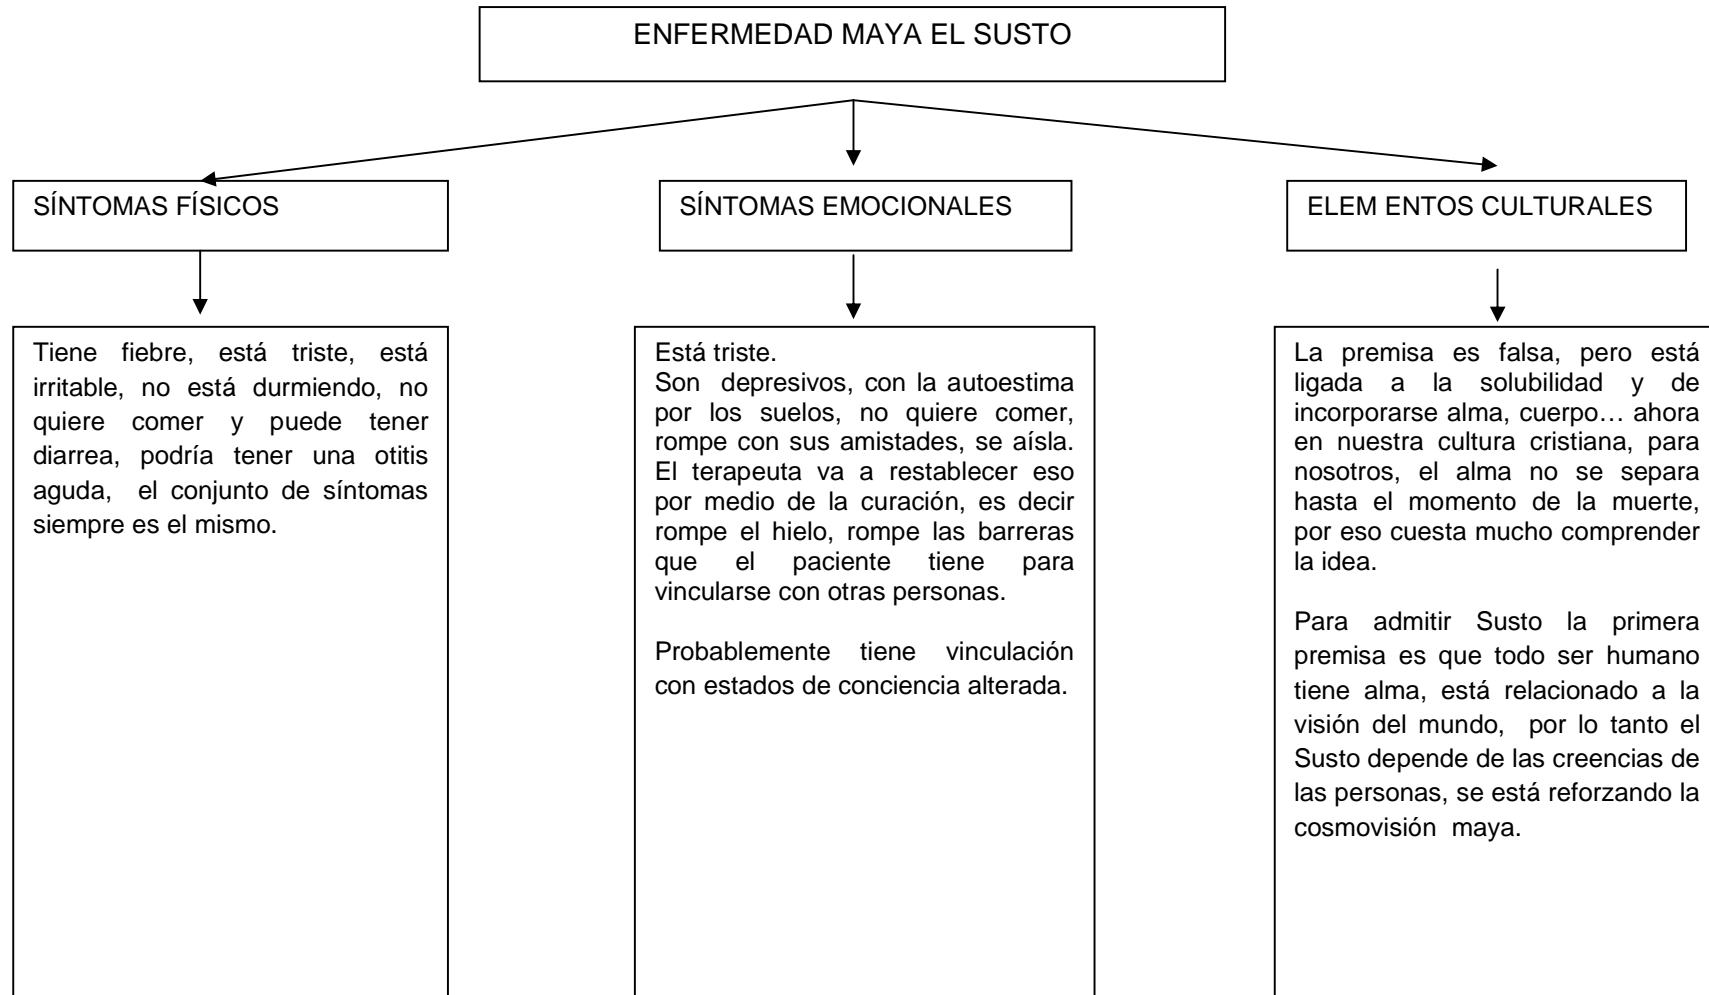 ENFERMEDAD MAYA EL SUSTO
SÍNTOMAS FÍSICOS
SÍNTOMAS EMOCIONALES
ELEM ENTOS CULTURALES
Tiene fiebre, está triste, está
irritable, no está durmiendo, no
quiere comer y puede tener
diarrea, podría tener una otitis
aguda, el conjunto de síntomas
siempre es el mismo.
Está triste.
Son depresivos, con la autoestima
por los suelos, no quiere comer,
rompe con sus amistades, se aísla.
El terapeuta va a restablecer eso
por medio de la curación, es decir
rompe el hielo, rompe las barreras
que el paciente tiene para
vincularse con otras personas.
Probablemente tiene vinculación
con estados de conciencia alterada.
La premisa es falsa, pero está
ligada a la solubilidad y de
incorporarse alma, cuerpo… ahora
en nuestra cultura cristiana, para
nosotros, el alma no se separa
hasta el momento de la muerte,
por eso cuesta mucho comprender
la idea.
Para admitir Susto la primera
premisa es que todo ser humano
tiene alma, está relacionado a la
visión del mundo, por lo tanto el
Susto depende de las creencias de
las personas, se está reforzando la
cosmovisión maya.